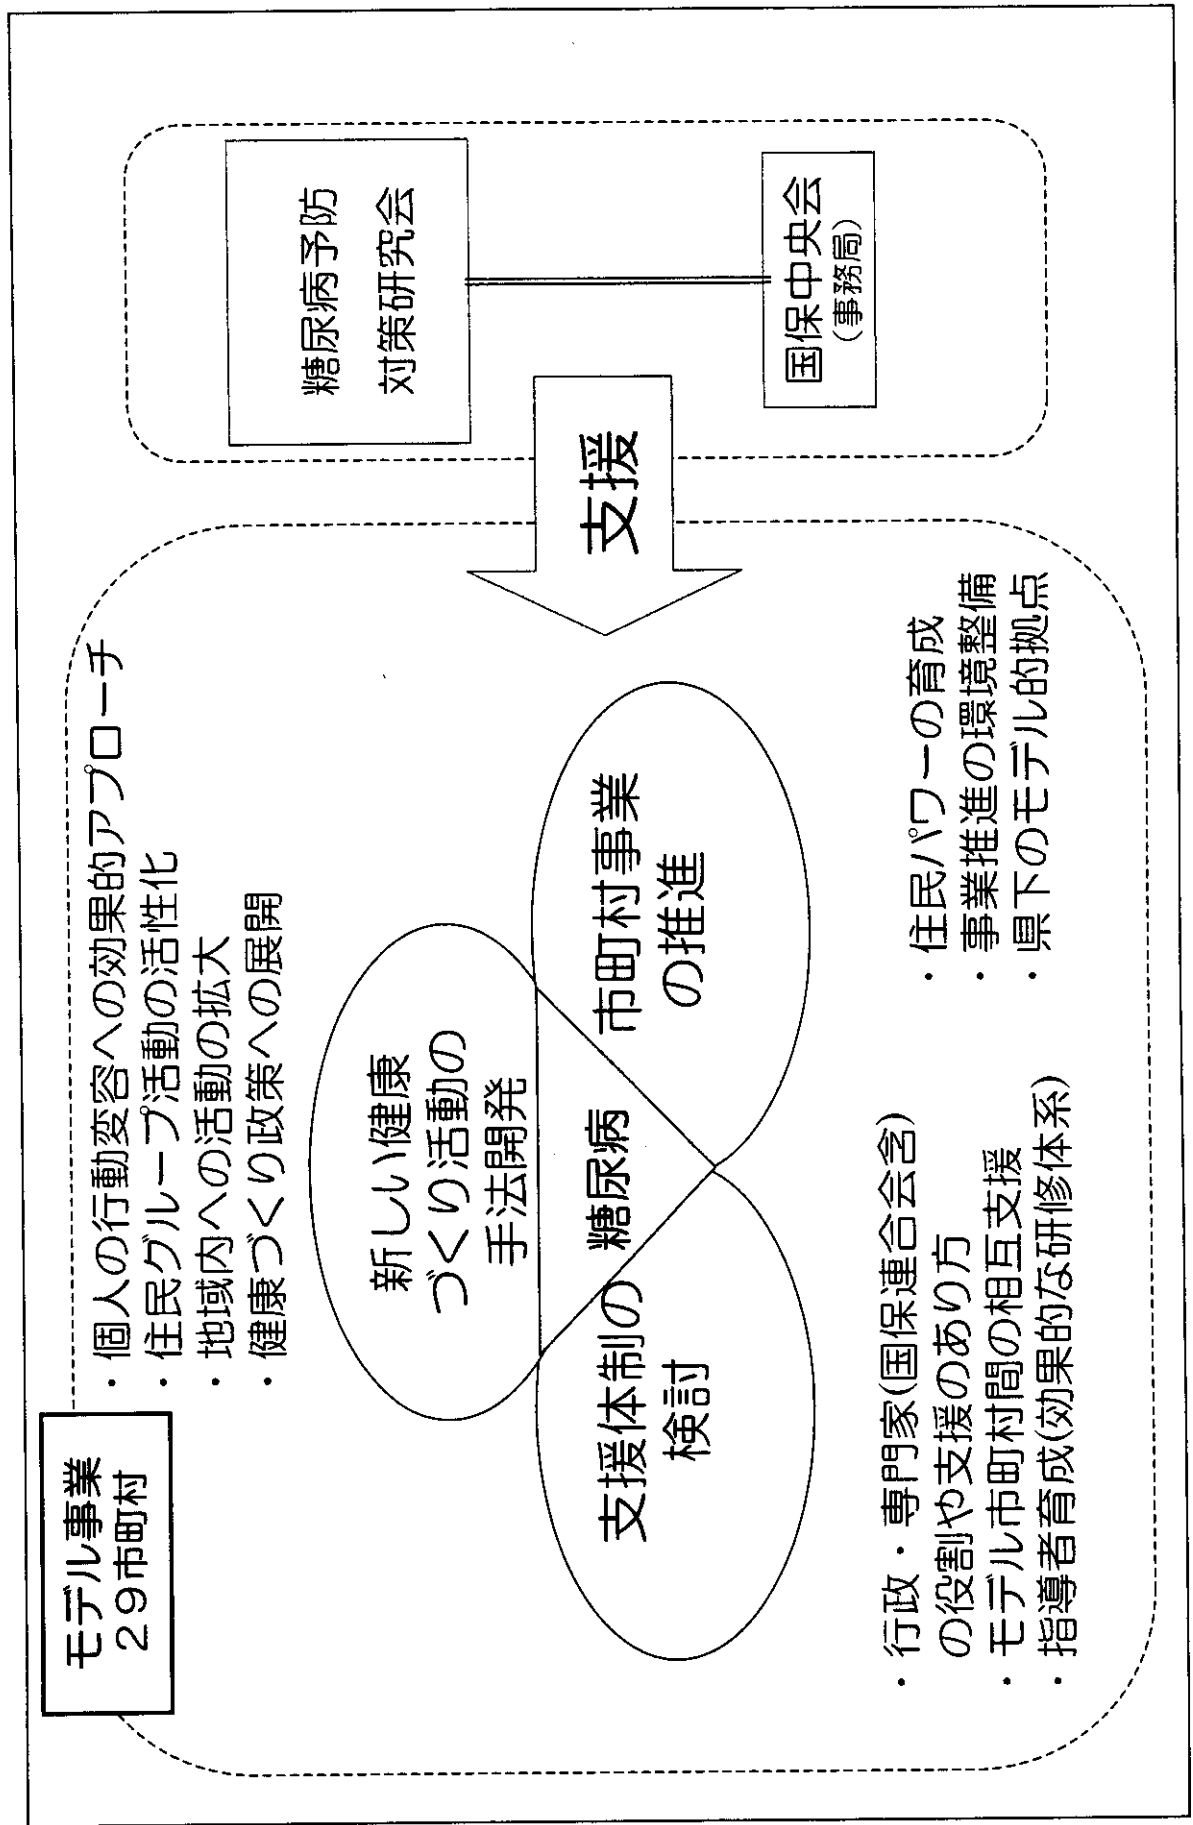 モデル事業
29市町村
・個人の行動変容への効果的アプローチ
・住民グループ活動の活性化
・地域内への活動の拡大
・健康づくり政策への展開
新しい健康
づくり活動の
手法開発
糖尿病
支援体制の
検討
市町村事業
の推進
・行政・専門家(国保連合会含)
の役割や支援のあり方
・モデル市町村間の相互支援
・指導者育成(効果的な研修体系)
・住民パワーの育成
・事業推進の環境整備
・県下のモデル的拠点
支援
糖尿病予防
対策研究会
国保中央会
(事務局)